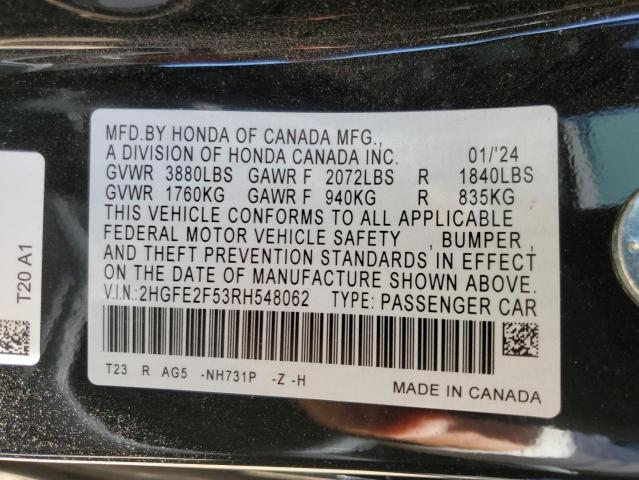 MFD.BY HONDA OF CANADA MFG.,
A DIVISION OF HONDA CANADA INC. 01/'24
GVWR 3880LBS GAWR F 2072LBS R 1840LBS
GVWR 1760KG GAWR F 940KG R 835KG
THIS VEHICLE CONFORMS TO ALL APPLICABLE
FEDERAL MOTOR VEHICLE SAFETY , BUMPER ,
AND THEFT PREVENTION STANDARDS IN EFFECT
ON THE DATE OF MANUFACTURE SHOWN ABOVE.
V.I.N.:2HGFE2F53RH548062 TYPE: PASSENGER CAR
T23 R AG5 -NH731P -Z -H
MADE IN CANADA
T20 A1